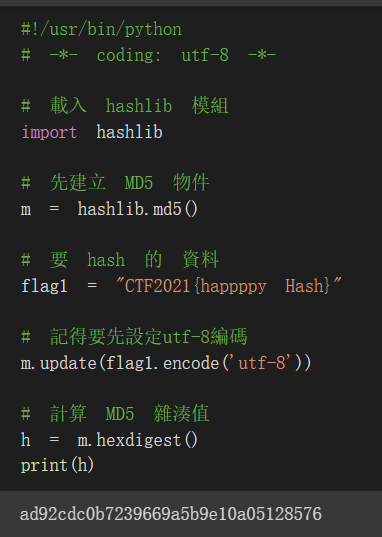 #!/usr/bin/python
# -*- coding: utf-8 -*-
# 載入 hashlib 模組
import hashlib
# 先建立 MD5 物件
m = hashlib.md5()
# 要 hash 的 資料
flag1 = "CTF2021{happppy Hash}"
# 記得要先設定utf-8編碼
m.update(flag1.encode('utf-8'))
# 計算 MD5 雜湊值
h = m.hexdigest()
print(h)
ad92cdc0b7239669a5b9e10a05128576